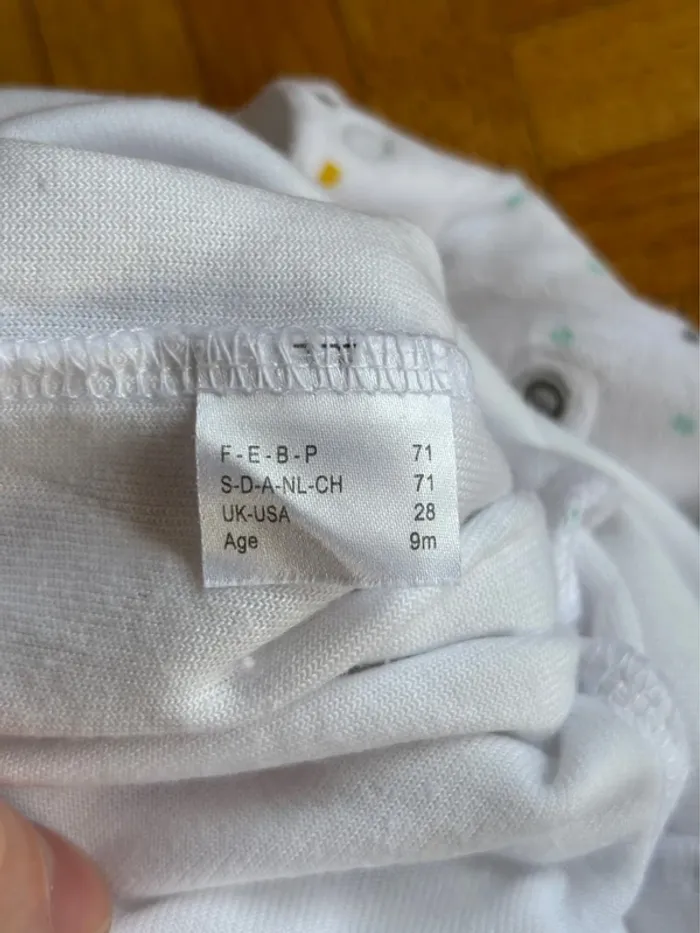 F-E-B-P 71
S-D-A-NL-CH 71
UK-USA 28
Age 9m